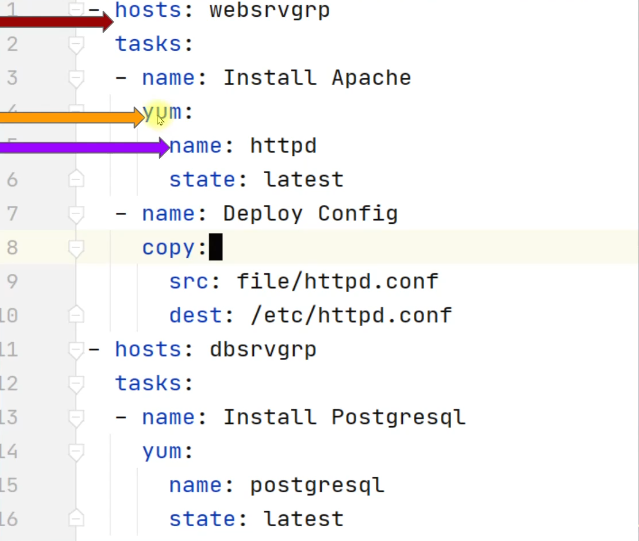 1 - hosts: websrvgrp
2 tasks:
3 - name: Install Apache
4 yum:
5 name: httpd
6 state: latest
7 - name: Deploy Config
8 copy:
9 src: file/httpd.conf
10 dest: /etc/httpd.conf
11 - hosts: dbsrvgrp
12 tasks:
13 - name: Install Postgresql
14 yum:
15 name: postgresql
16 state: latest